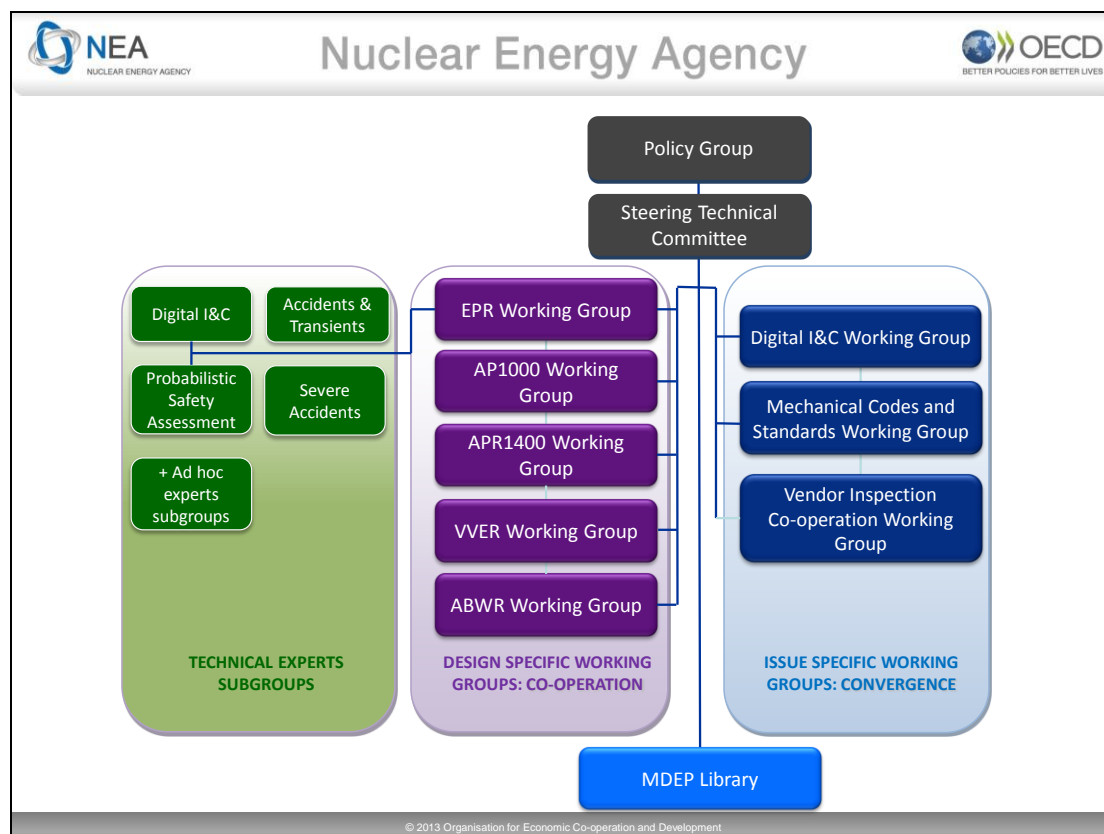 NEA
NUCLEAR ENERGY AGENCY
Nuclear Energy Agency
OECD
BETTER POLICIES FOR BETTER LIVES
Policy Group
Steering Technical
Committee
Digital I&C
Accidents &
Transients
Probabilistic
Safety
Assessment
Severe
Accidents
+ Ad hoc
experts
subgroups
TECHNICAL EXPERTS
SUBGROUPS
EPR Working Group
AP1000 Working
Group
APR1400 Working
Group
VVER Working Group
ABWR Working Group
DESIGN SPECIFIC WORKING
GROUPS: CO-OPERATION
Digital I&C Working Group
Mechanical Codes and
Standards Working Group
Vendor Inspection
Co-operation Working
Group
ISSUE SPECIFIC WORKING
GROUPS: CONVERGENCE
MDEP Library
© 2013 Organisation for Economic Co-operation and Development